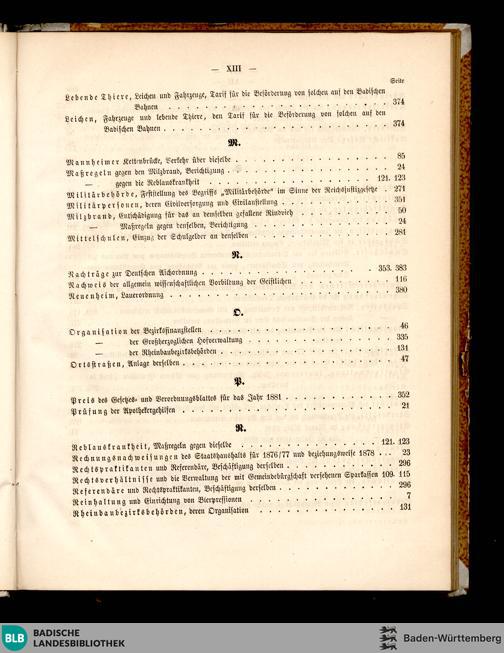 — XIII —
Seite
Lebende Thiere, Leichen und Fahrzeuge, Tarif für die Beförderung von solchen auf den Badischen
Bahnen . . . . . . . . . . . . . . . . . . . . 374
Leichen, Fahrzeuge und lebende Thiere, den Tarif für die Beförderung von solchen auf den
Badischen Bahnen . . . . . . . . . . . . . . . . . . . . 374
M.
Mannheimer Kettenbrücke, Verkehr über dieselbe . . . . . . . . . . . . . . 85
Maßregeln gegen den Milzbrand, Berichtigung . . . . . . . . . . . . . . 24
— gegen die Reblauskrankheit . . . . . . . . . . . . . . 121. 123
Militärbehörde, Feststellung des Begriffs „Militärbehörde“ im Sinne der Reichsjustizgesetze . 271
Militärpersonen, deren Civilversorgung und Civilanstellung . . . . . . . . . . 351
Milzbrand, Entschädigung für das an demselben gefallene Rindvieh . . . . . . . . . 50
— Maßregeln gegen denselben, Berichtigung . . . . . . . . . . . . 24
Mittelschulen, Einzug der Schulgelder an denselben . . . . . . . . . . . . 281
N.
Nachträge zur Deutschen Aichordnung . . . . . . . . . . . . . . 353. 383
Nachweis der allgemein wissenschaftlichen Vorbildung der Geistlichen . . . . . . . . 116
Neuenheim, Lauerordnung . . . . . . . . . . . . . . . . . 380
O.
Organisation der Bezirksfinanzstellen . . . . . . . . . . . . . . . 46
— der Großherzoglichen Hofverwaltung . . . . . . . . . . . . 335
— der Rheinbaubezirksbehörden . . . . . . . . . . . . . . 131
Ortsstraßen, Anlage derselben . . . . . . . . . . . . . . . . 47
P.
Preis des Gesetzes- und Verordnungsblattes für das Jahr 1881 . . . . . . . . . 352
Prüfung der Apothekergehilfen . . . . . . . . . . . . . . . . 21
R.
Reblauskrankheit, Maßregeln gegen dieselbe . . . . . . . . . . . . 121. 123
Rechnungsnachweisungen des Staatshaushalts für 1876/77 und beziehungsweise 1878 . . . 23
Rechtspraktikanten und Referendäre, Beschäftigung derselben . . . . . . . . . 296
Rechtsverhältnisse und die Verwaltung der mit Gemeindebürgschaft versehenen Sparkassen 109. 115
Referendäre und Rechtspraktikanten, Beschäftigung derselben . . . . . . . . . . 296
Reinhaltung und Einrichtung von Bierpressionen . . . . . . . . . . . . . 7
Rheinbaubezirksbehörden, deren Organisation . . . . . . . . . . . . . 131
BLB
BADISCHE
LANDESBIBLIOTHEK
Baden-Württemberg